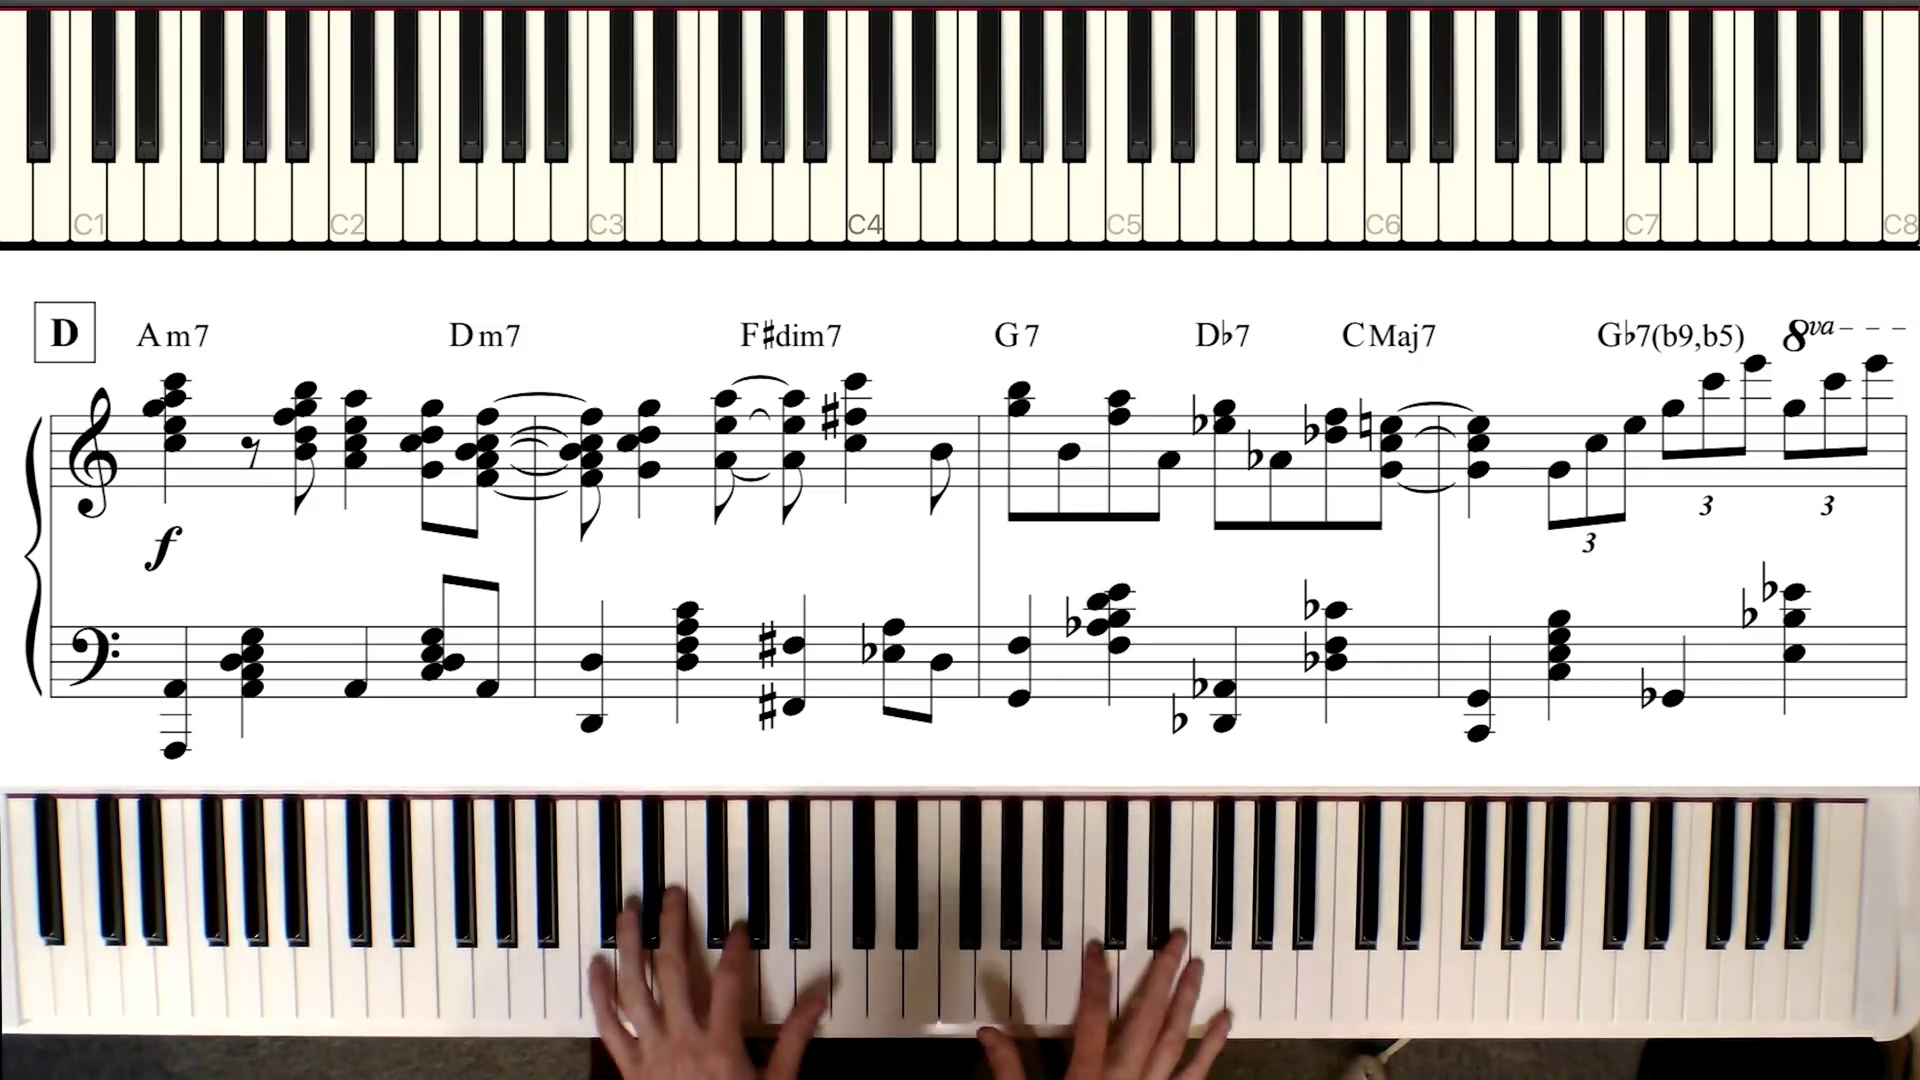 C1 C2 C3 C4 C5 C6 C7 C8
D Am7 Dm7 F♯dim7 G7 D♭7 CMaj7 G♭7(b9,b5) 8va
f
3 3
3